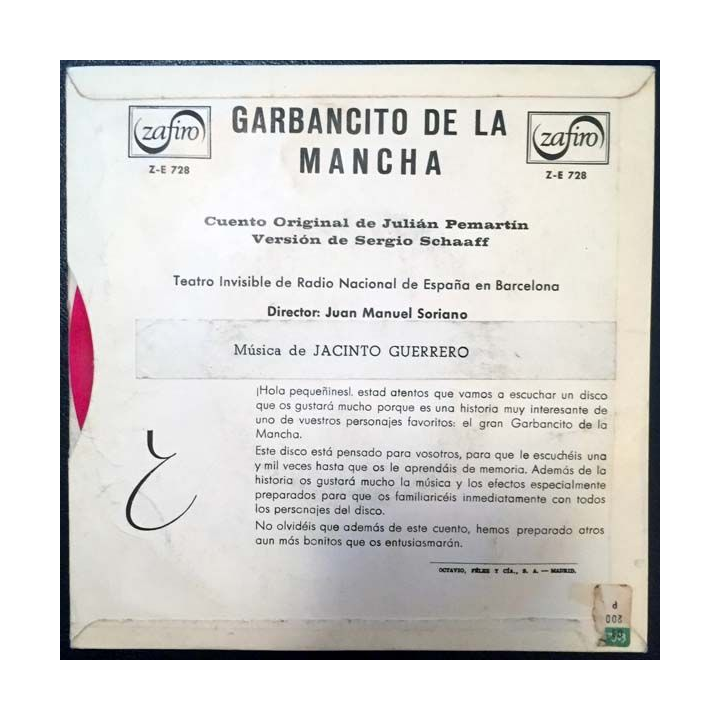 zafiro
Z-E 728
GARBANCITO DE LA
MANCHA
zafiro
Z-E 728
Cuento Original de Julián Pemartín
Versión de Sergio Schaaff
Teatro Invisible de Radio Nacional de España en Barcelona
Director: Juan Manuel Soriano
Música de JACINTO GUERRERO
¡Hola pequeñines!, estad atentos que vamos a escuchar un disco
que os gustará mucho porque es una historia muy interesante de
uno de vuestros personajes favoritos: el gran Garbancito de la
Mancha.
Este disco está pensado para vosotros, para que le escuchéis una
y mil veces hasta que os le aprendáis de memoria. Además de la
historia os gustará mucho la música y los efectos especialmente
preparados para que os familiaricéis inmediatamente con todos
los personajes del disco.
No olvidéis que además de este cuento, hemos preparado otros
aun más bonitos que os entusiasmarán.
OCTAVIO, FÉLEZ Y CÍA., S. A. — MADRID.